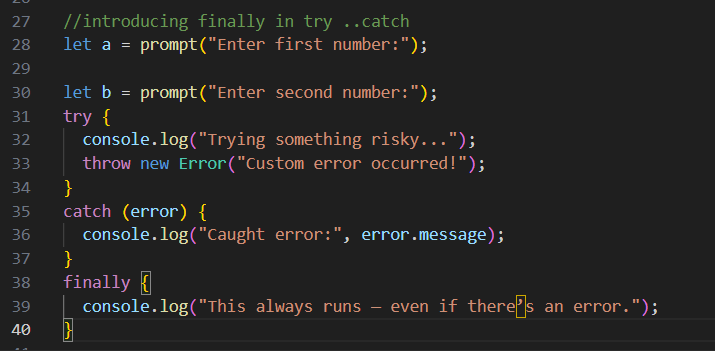 27 //introducing finally in try ..catch
28 let a = prompt("Enter first number:");
29
30 let b = prompt("Enter second number:");
31 try {
32   console.log("Trying something risky...");
33   throw new Error("Custom error occurred!");
34 }
35 catch (error) {
36   console.log("Caught error:", error.message);
37 }
38 finally {
39   console.log("This always runs — even if there’s an error.");
40 }